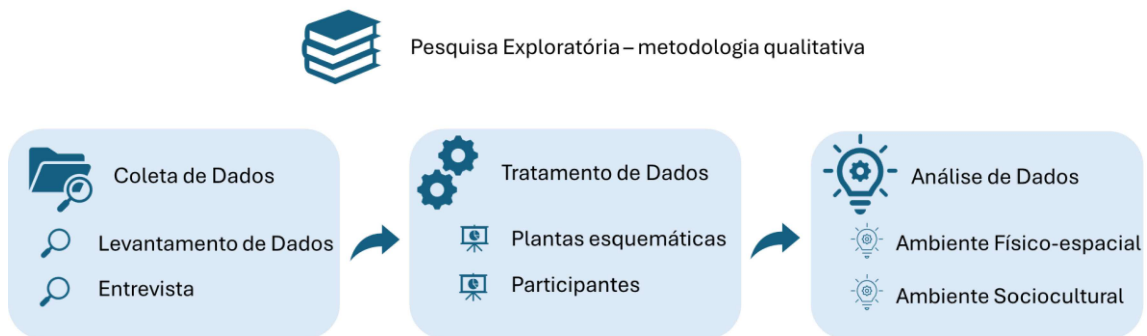 Pesquisa Exploratória – metodologia qualitativa
Coleta de Dados
Levantamento de Dados
Entrevista
Tratamento de Dados
Plantas esquemáticas
Participantes
Análise de Dados
Ambiente Físico-espacial
Ambiente Sociocultural